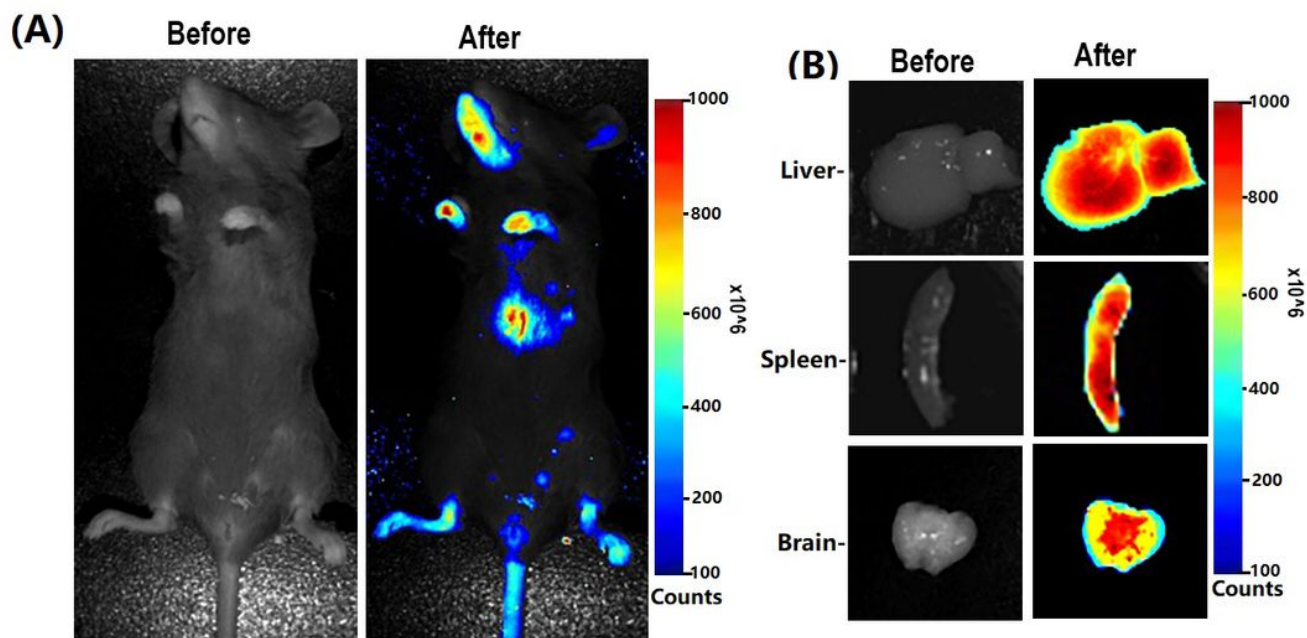 (A)
Before
After
1000
800
600
400
200
100
x10^6
Counts
(B)
Before
After
Liver-
Spleen-
Brain-
1000
800
600
400
200
100
x10^6
Counts